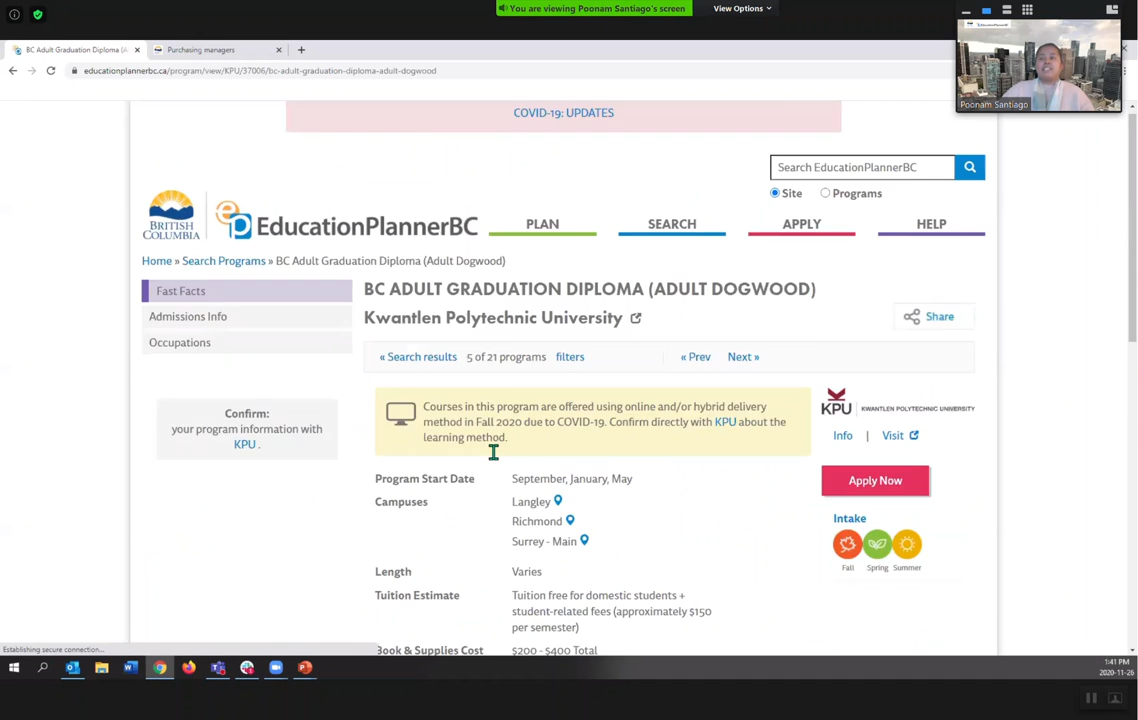 You are viewing Poonam Santiago's screen
View Options
BC Adult Graduation Diploma (A
Purchasing managers
educationplannerbc.ca/program/view/KPU/37006/bc-adult-graduation-diploma-adult-dogwood
Poonam Santiago
COVID-19: UPDATES
Search EducationPlannerBC
Site
Programs
BRITISH
COLUMBIA
EducationPlannerBC
PLAN
SEARCH
APPLY
HELP
Home » Search Programs » BC Adult Graduation Diploma (Adult Dogwood)
Fast Facts
Admissions Info
Occupations
Confirm:
your program information with
KPU .
BC ADULT GRADUATION DIPLOMA (ADULT DOGWOOD)
Kwantlen Polytechnic University
Share
« Search results
5 of 21 programs
filters
« Prev
Next »
Courses in this program are offered using online and/or hybrid delivery
method in Fall 2020 due to COVID-19. Confirm directly with KPU about the
learning method.
KPU
KWANTLEN POLYTECHNIC UNIVERSITY
Info | Visit
Apply Now
Intake
Fall
Spring
Summer
Program Start Date
September, January, May
Campuses
Langley
Richmond
Surrey - Main
Length
Varies
Tuition Estimate
Tuition free for domestic students +
student-related fees (approximately $150
per semester)
Book & Supplies Cost
$200 - $400 Total
Establishing secure connection...
1:41 PM
2020-11-26